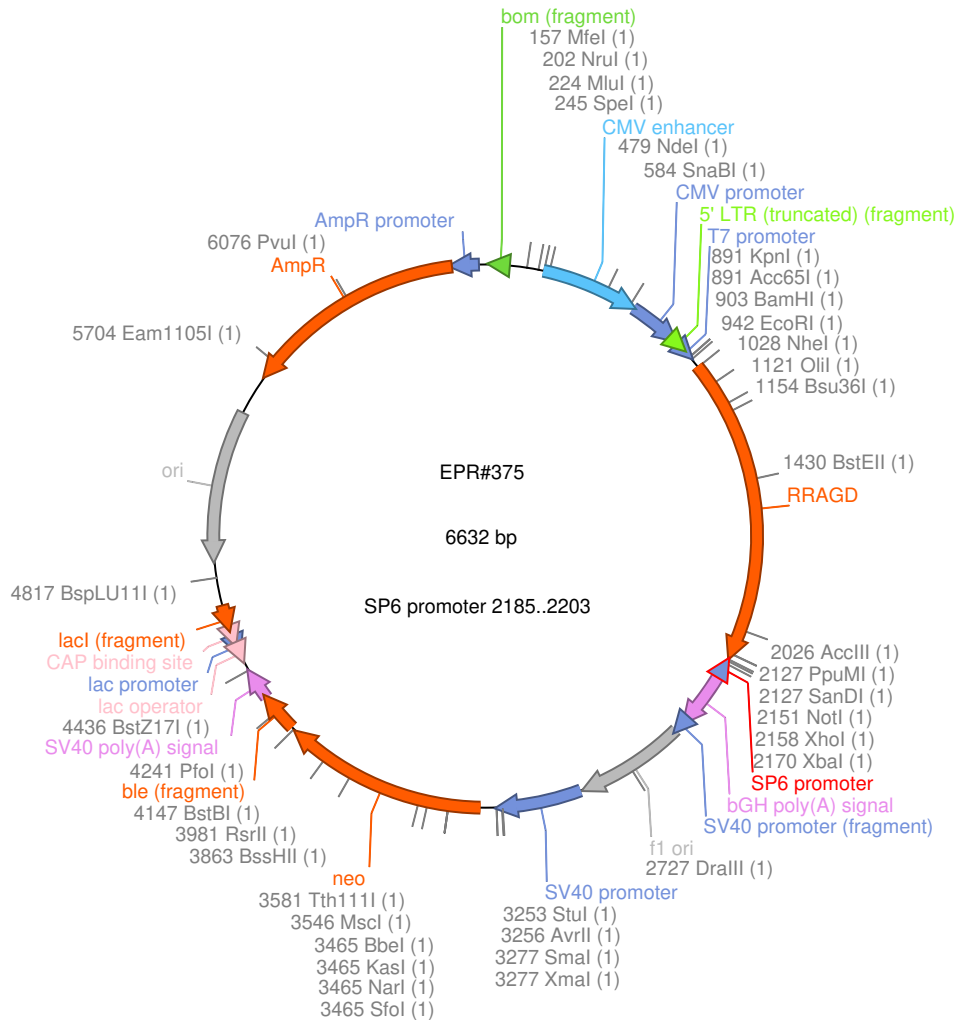 bom (fragment)
157 MfeI (1)
202 NruI (1)
224 MluI (1)
245 SpeI (1)
CMV enhancer
479 NdeI (1)
584 SnaBI (1)
CMV promoter
5' LTR (truncated) (fragment)
T7 promoter
891 KpnI (1)
891 Acc65I (1)
903 BamHI (1)
942 EcoRI (1)
1028 NheI (1)
1121 OliI (1)
1154 Bsu36I (1)
1430 BstEII (1)
RRAGD
2026 AccIII (1)
2127 PpuMI (1)
2127 SanDI (1)
2151 NotI (1)
2158 XhoI (1)
2170 XbaI (1)
SP6 promoter
bGH poly(A) signal
SV40 promoter (fragment)
f1 ori
2727 DraIII (1)
SV40 promoter
3253 StuI (1)
3256 AvrII (1)
3277 SmaI (1)
3277 XmaI (1)
neo
3581 Tth111I (1)
3546 MscI (1)
3465 BbeI (1)
3465 KasI (1)
3465 NarI (1)
3465 SfoI (1)
lacI (fragment)
CAP binding site
lac promoter
lac operator
4436 BstZ17I (1)
SV40 poly(A) signal
4241 PfoI (1)
ble (fragment)
4147 BstBI (1)
3981 RsrII (1)
3863 BssHII (1)
4817 BspLU11I (1)
ori
5704 Eam1105I (1)
AmpR
6076 PvuI (1)
AmpR promoter
EPR#375
6632 bp
SP6 promoter 2185..2203